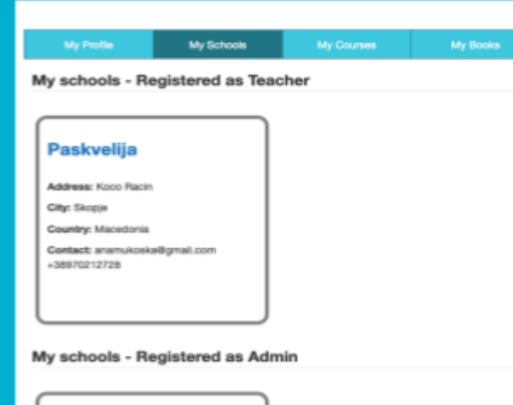 My Profile My Schools My Courses My Books
My schools - Registered as Teacher
Paskvelija
Address: Koco Racin
City: Skopje
Country: Macedonia
Contact: anamukoska@gmail.com
+38970212728
My schools - Registered as Admin